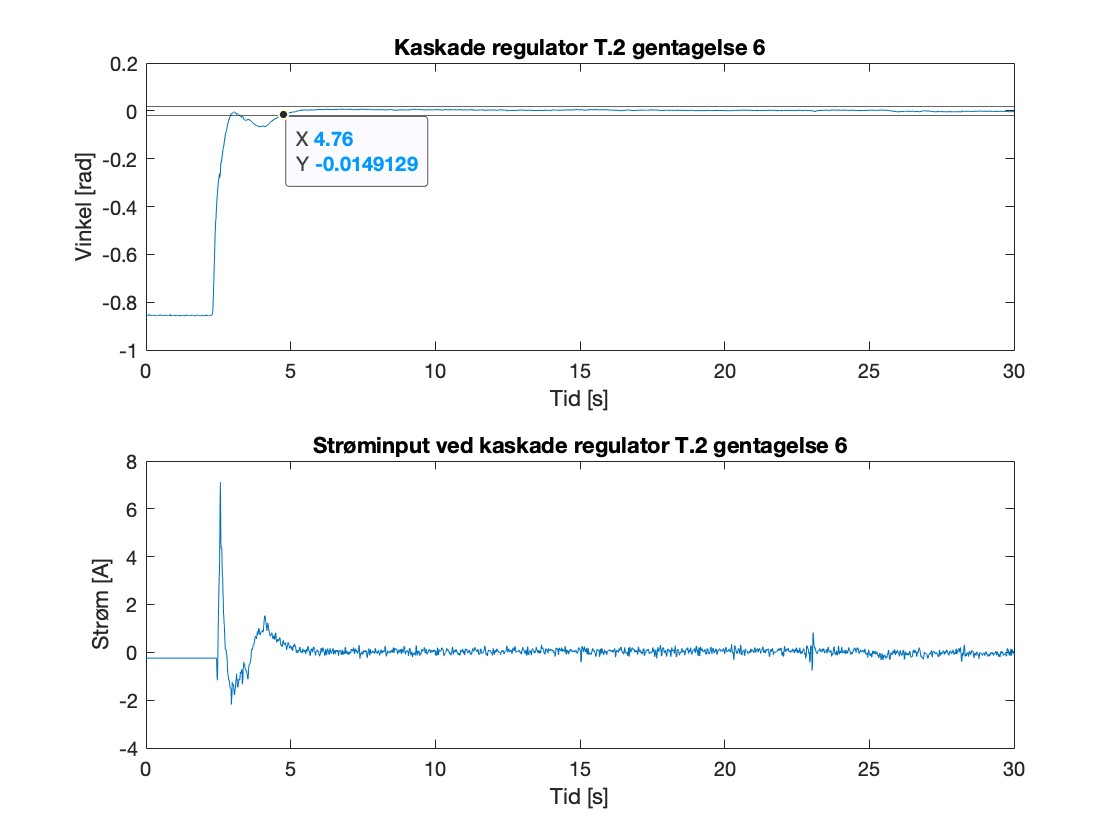 Kaskade regulator T.2 gentagelse 6
0.2
0
-0.2
-0.4
-0.6
-0.8
-1
Vinkel [rad]
X 4.76
Y -0.0149129
0 5 10 15 20 25 30
Tid [s]
Strøminput ved kaskade regulator T.2 gentagelse 6
8
6
4
2
0
-2
-4
Strøm [A]
0 5 10 15 20 25 30
Tid [s]